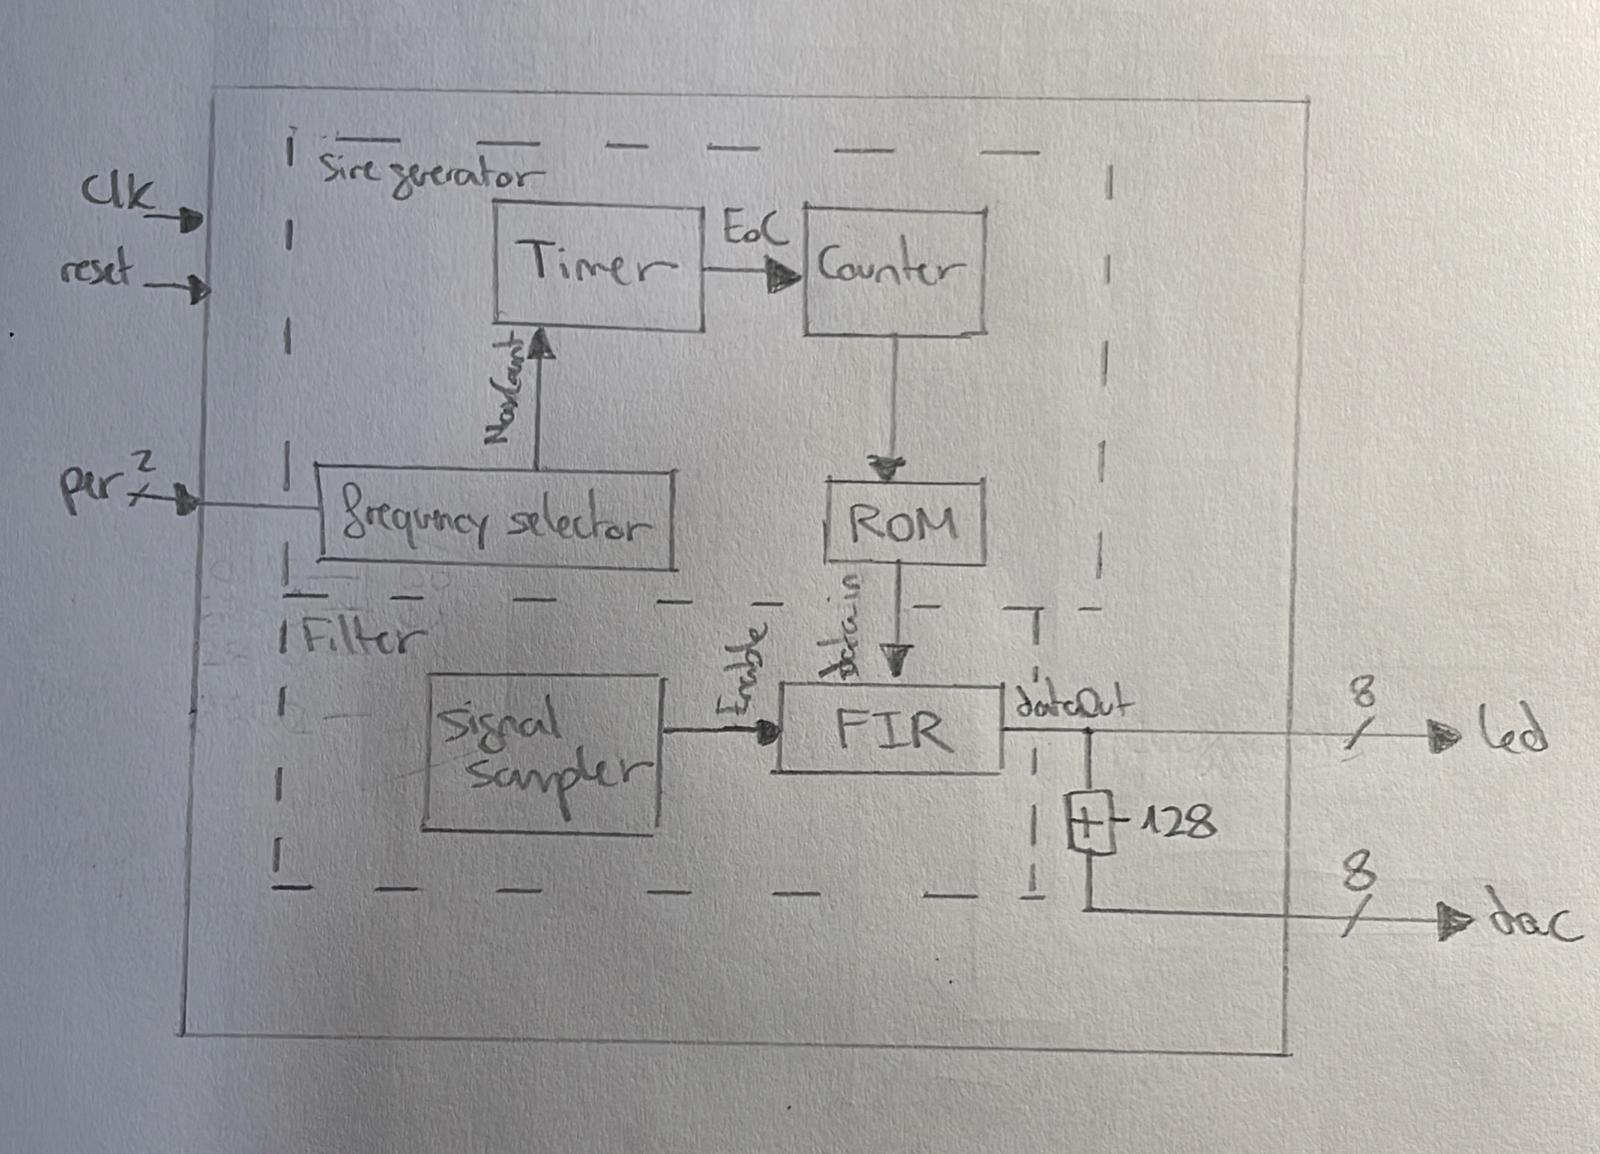 Sine generator
Clk
reset
Timer
EoC
Counter
MaxCount
per
2
frequency selector
ROM
Filter
Enable
datain
Signal
sampler
FIR
dataOut
8
led
+
128
8
dac